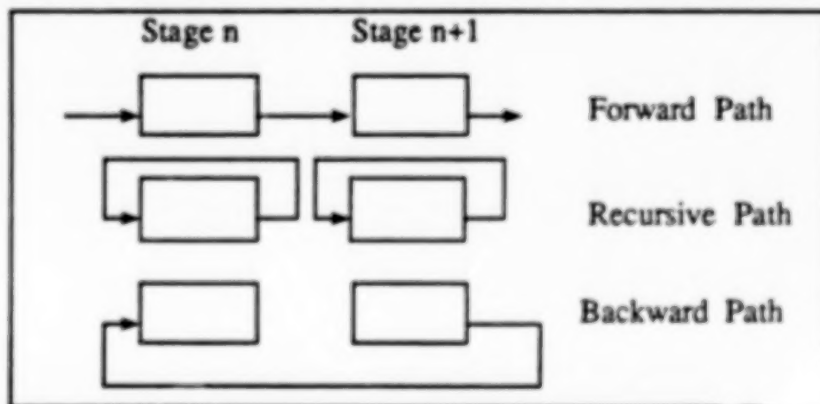 Stage n Stage n+1
Forward Path
Recursive Path
Backward Path